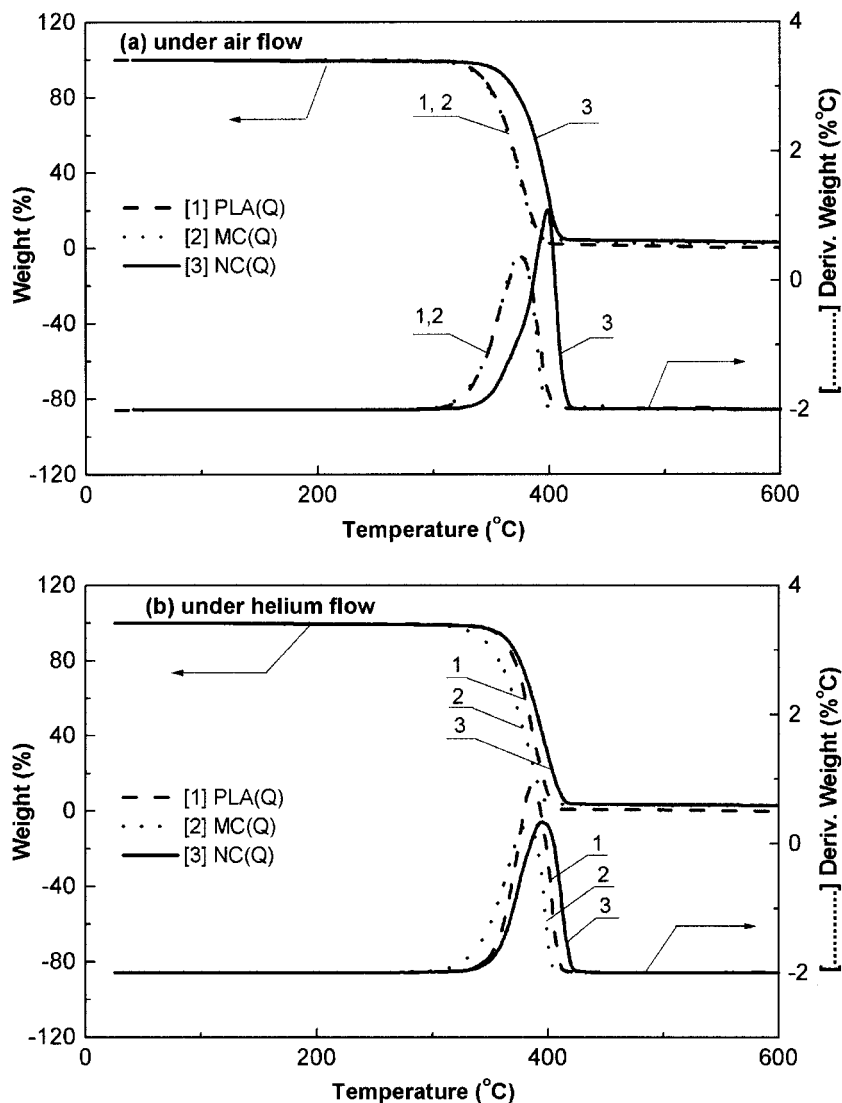 (a) under air flow
120
80
40
0
-40
-80
-120
Weight (%)
4
2
0
-2
[............] Deriv. Weight (%°C)
1, 2
3
[1] PLA(Q)
[2] MC(Q)
[3] NC(Q)
1,2
3
0
200
400
600
Temperature (°C)
(b) under helium flow
120
80
40
0
-40
-80
-120
Weight (%)
4
2
0
-2
[............] Deriv. Weight (%°C)
1
2
3
[1] PLA(Q)
[2] MC(Q)
[3] NC(Q)
1
2
3
0
200
400
600
Temperature (°C)